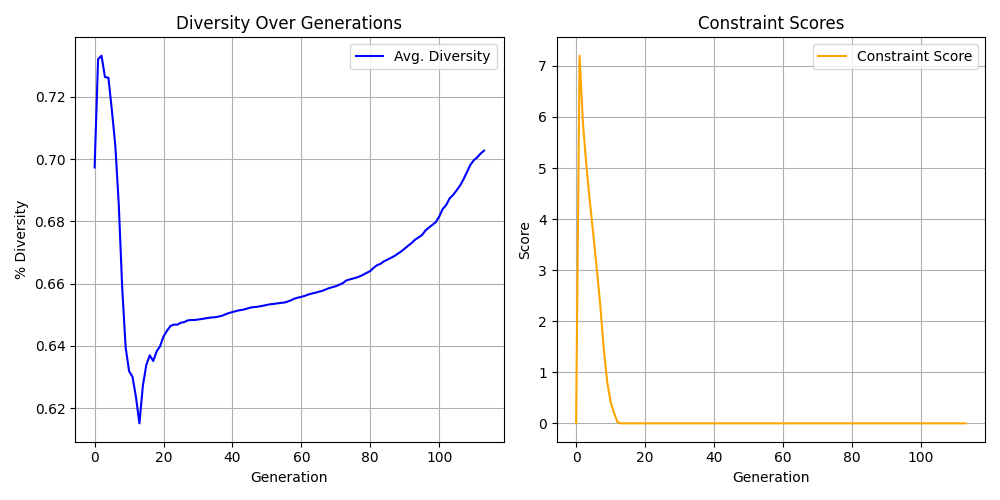 Diversity Over Generations
Avg. Diversity
% Diversity
0.72
0.70
0.68
0.66
0.64
0.62
0 20 40 60 80 100
Generation
Constraint Scores
Constraint Score
Score
7
6
5
4
3
2
1
0
0 20 40 60 80 100
Generation